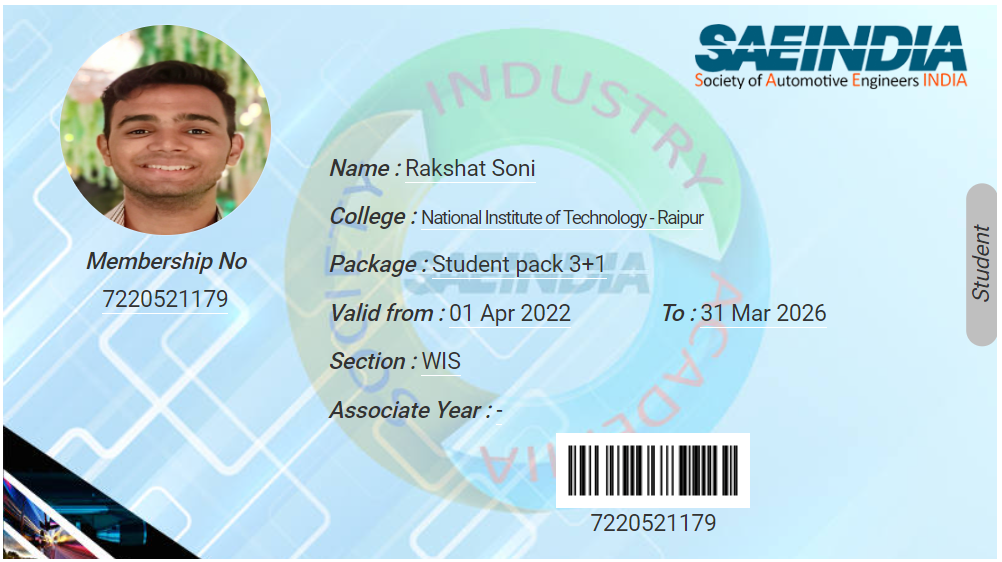 SAEINDIA
Society of Automotive Engineers INDIA
INDUSTRY
ACADEMIA
SOCIETY
SAEINDIA
Name : Rakshat Soni
College : National Institute of Technology - Raipur
Package : Student pack 3+1
Valid from : 01 Apr 2022 To : 31 Mar 2026
Section : WIS
Associate Year : -
Membership No
7220521179
Student
7220521179